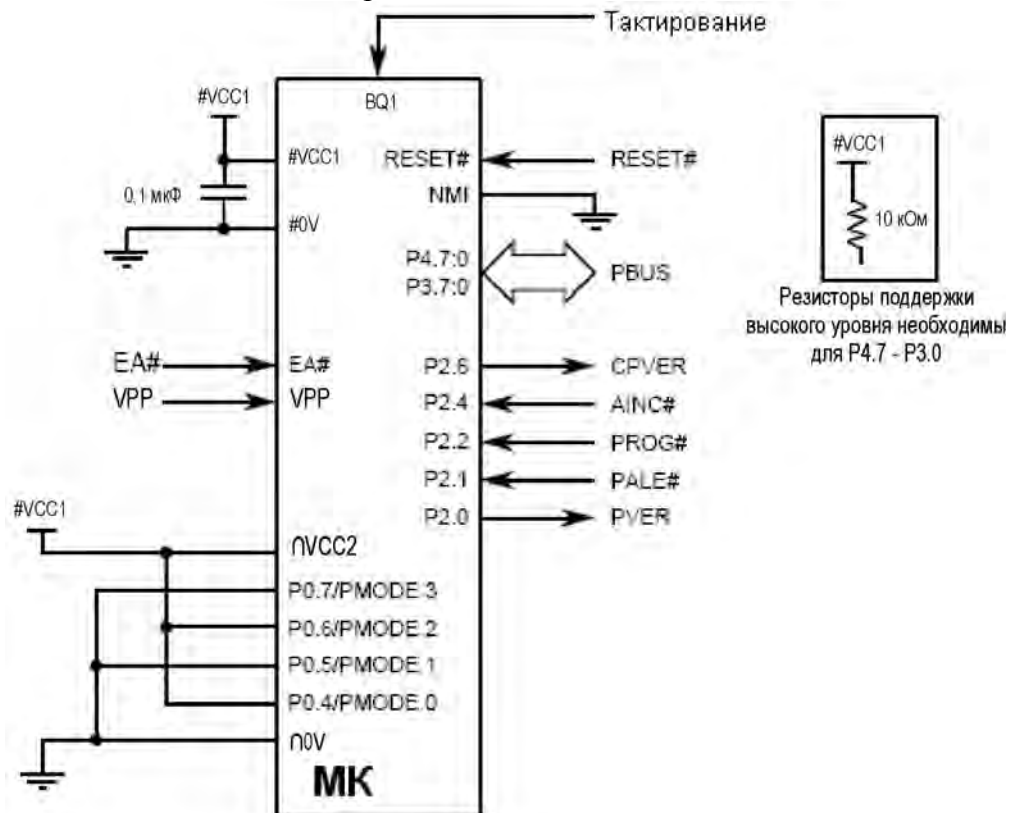 Тактирование
BQ1
#VCC1
#VCC1
0,1 мкФ
#0V
RESET#
RESET#
NMI
P4.7:0
P3.7:0
PBUS
EA#
EA#
VPP
VPP
P2.6
CPVER
P2.4
AINC#
P2.2
PROG#
P2.1
PALE#
P2.0
PVER
#VCC1
∩VCC2
P0.7/PMODE.3
P0.6/PMODE.2
P0.5/PMODE.1
P0.4/PMODE.0
∩0V
МК
#VCC1
10 кОм
Резисторы поддержки
высокого уровня необходимы
для P4.7 - P3.0